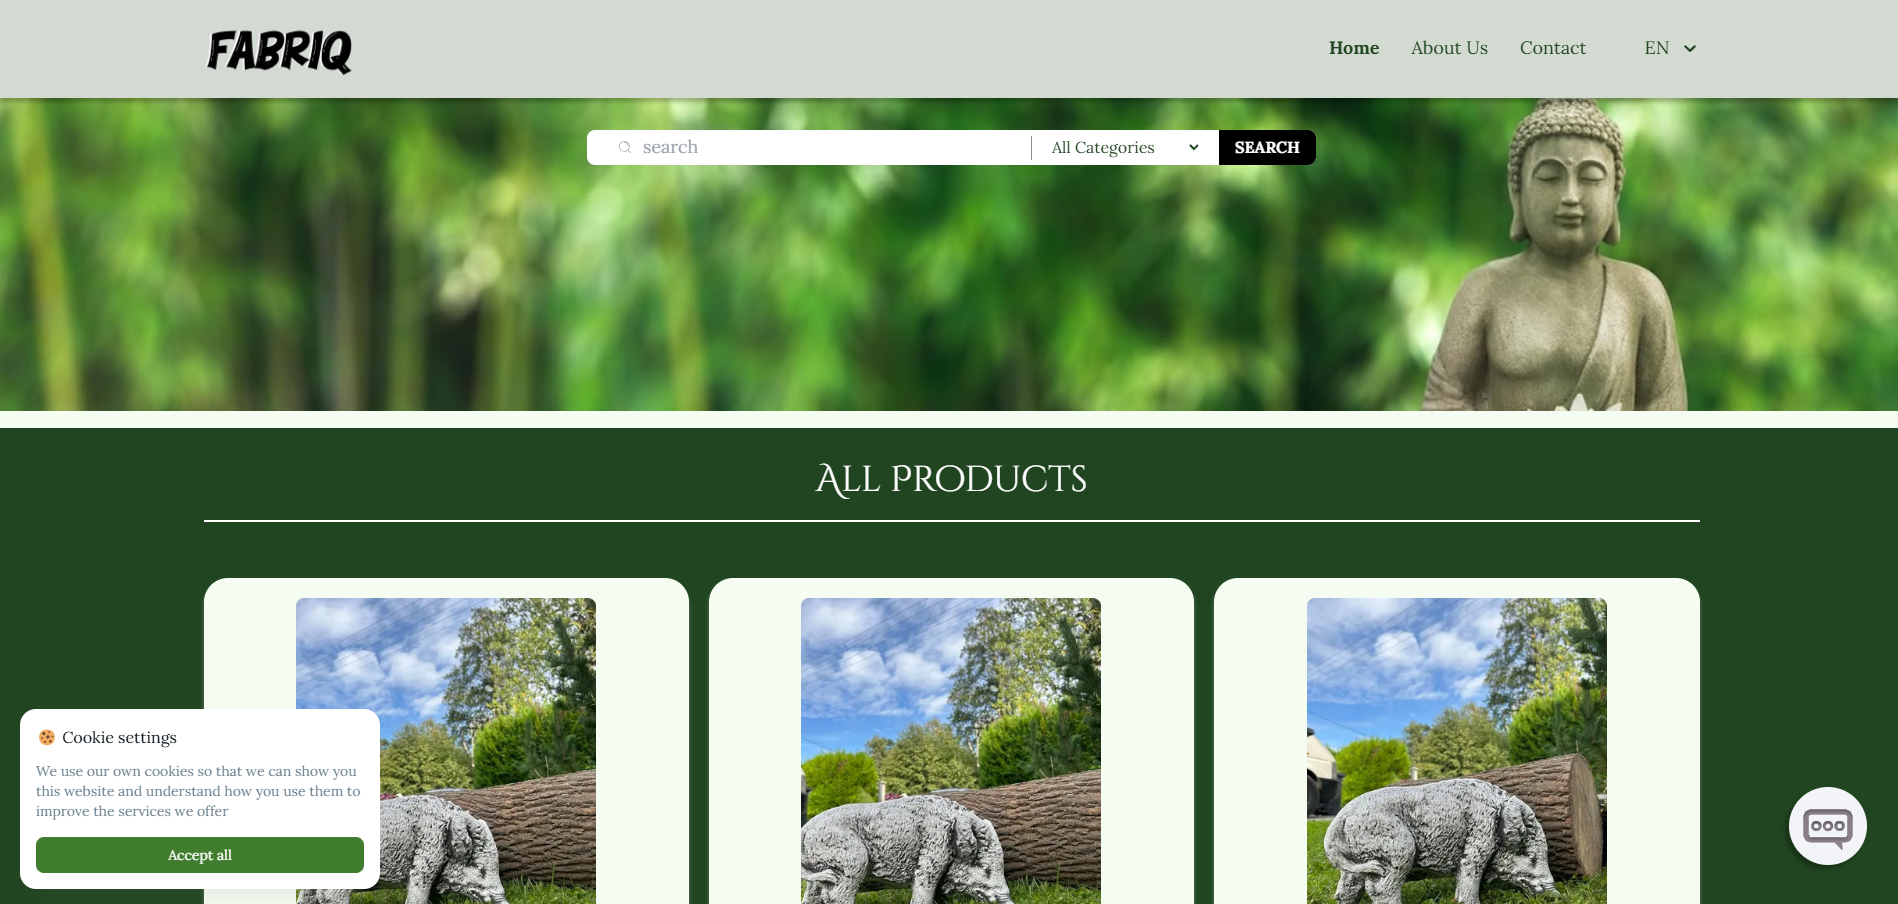 FABRIQ
Home About Us Contact EN
search All Categories SEARCH
All Products
Cookie settings
We use our own cookies so that we can show you
this website and understand how you use them to
improve the services we offer
Accept all